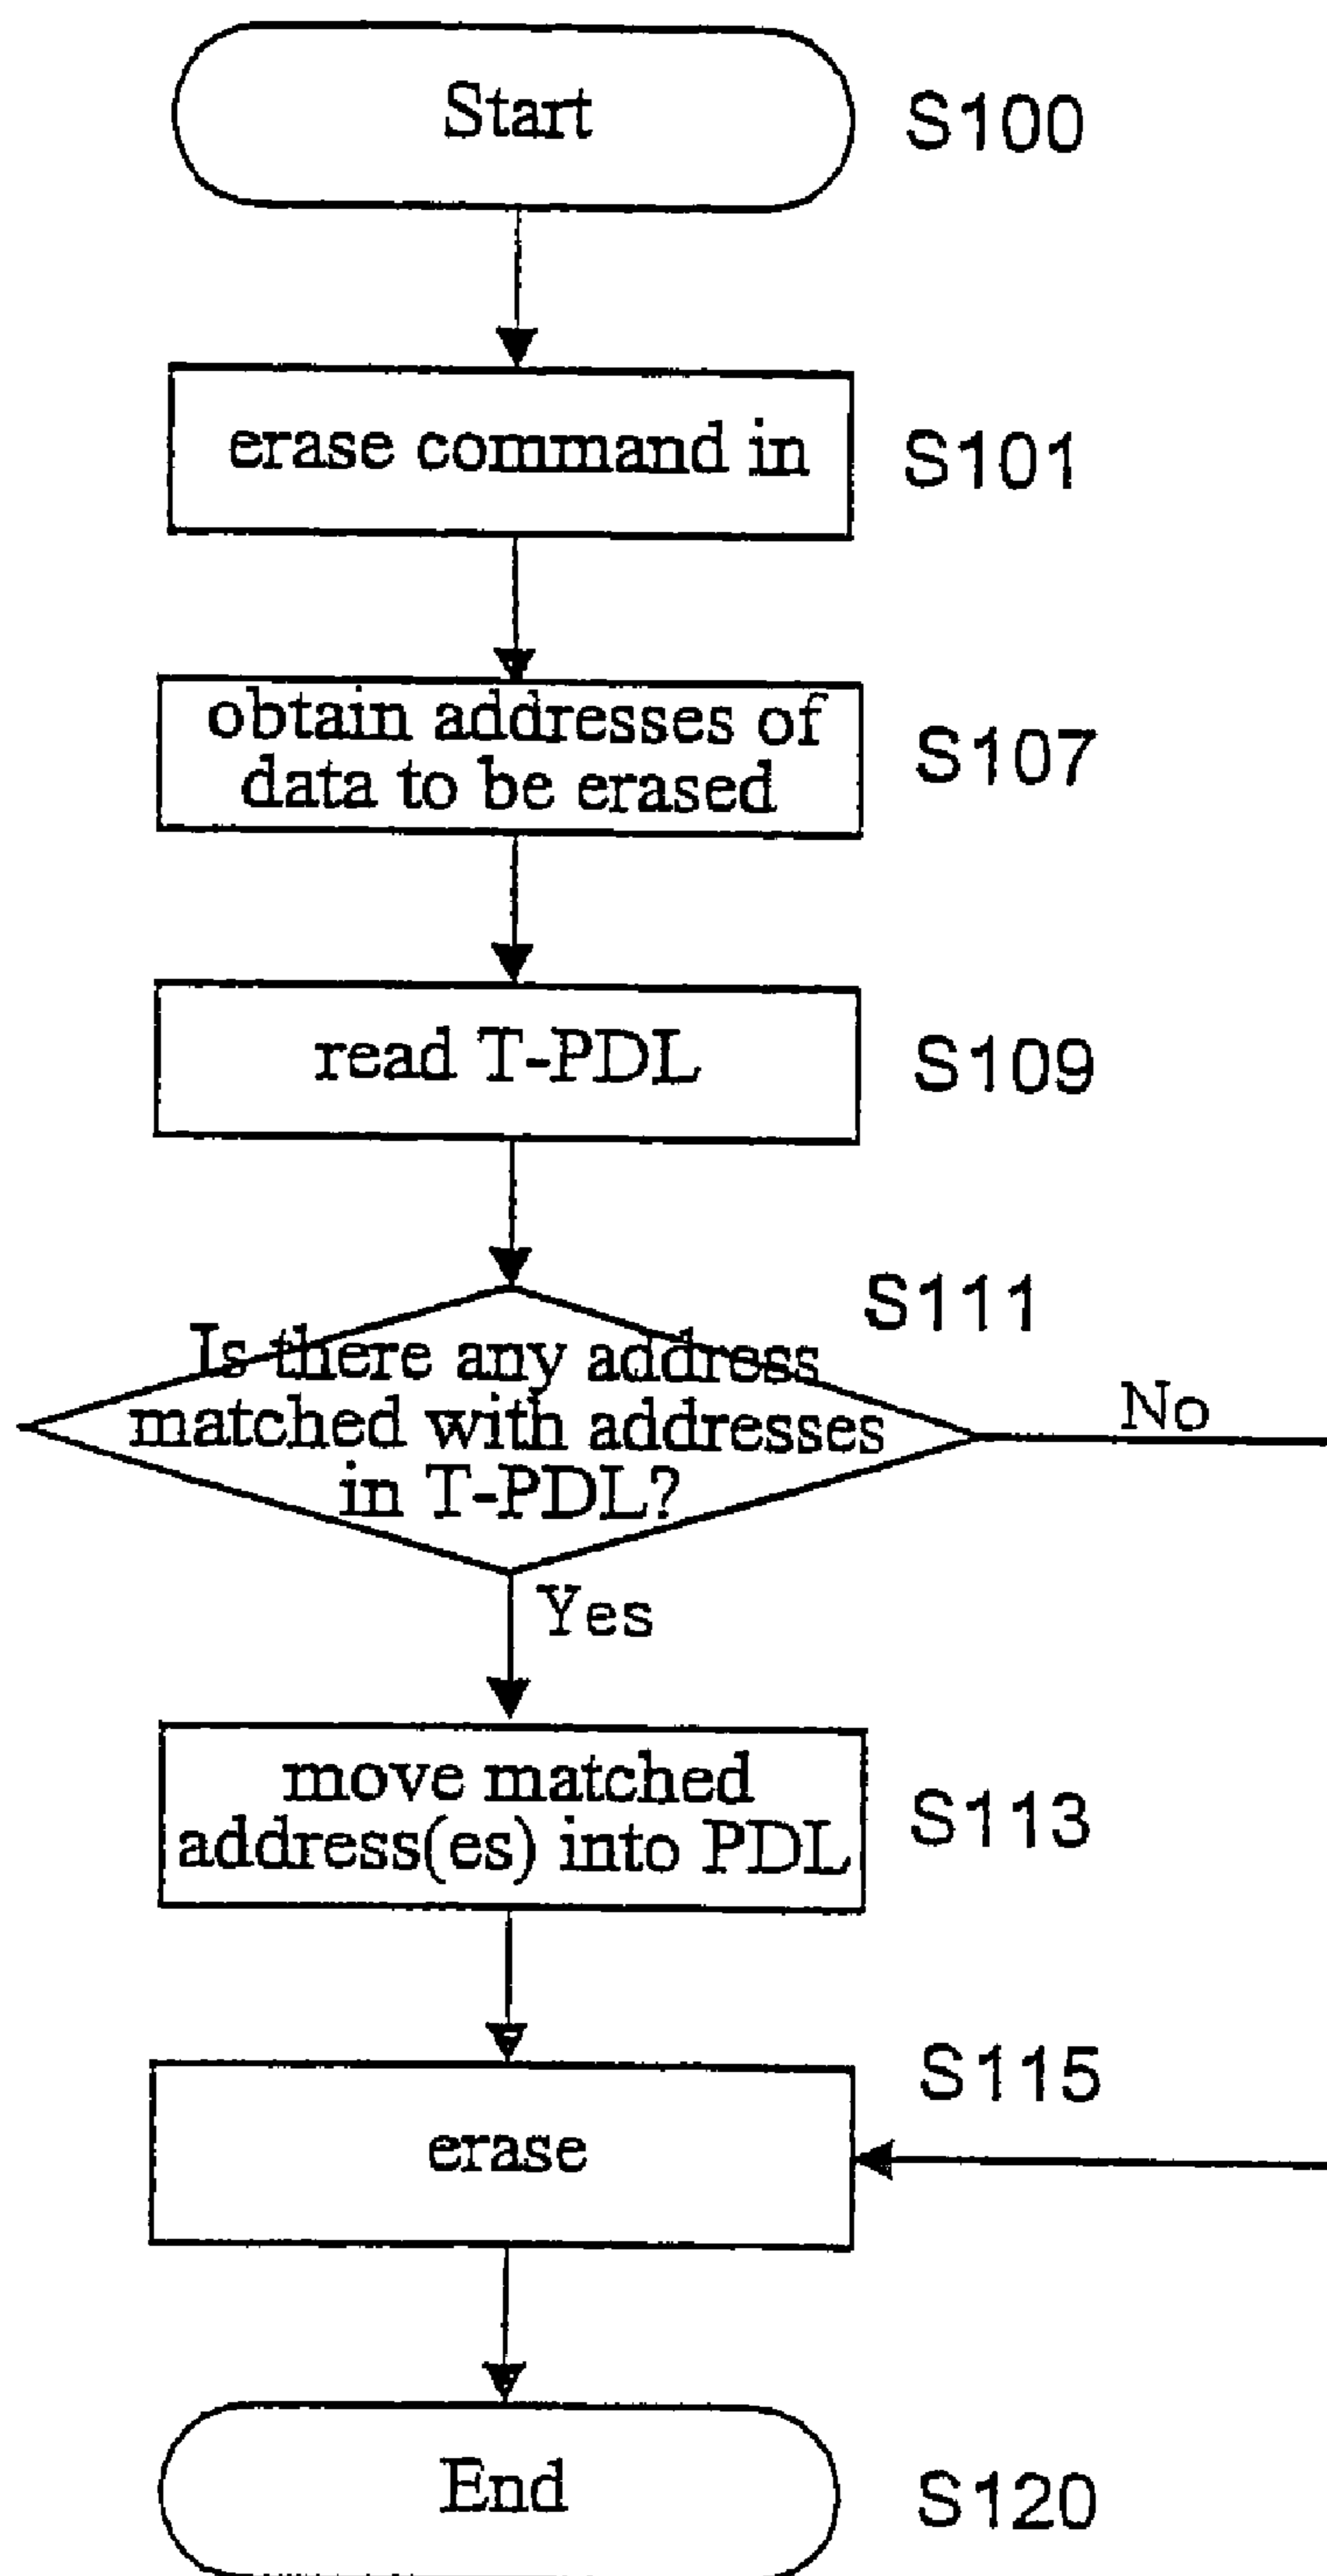 Start
S100
erase command in
S101
obtain addresses of
data to be erased
S107
read T-PDL
S109
S111
Is there any address
matched with addresses
in T-PDL?
No
Yes
move matched
address(es) into PDL
S113
S115
erase
End
S120